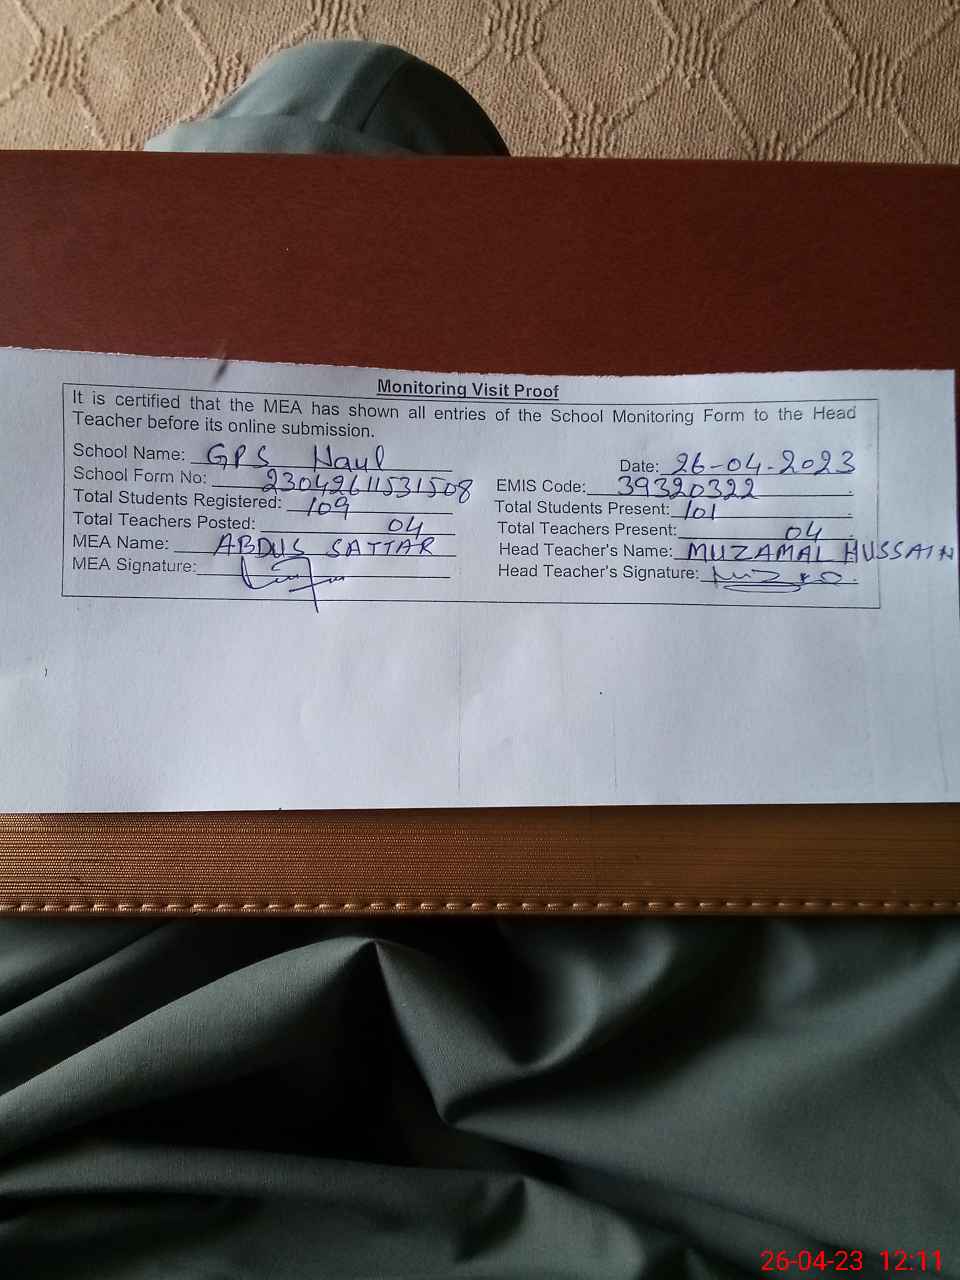 Monitoring Visit Proof
It is certified that the MEA has shown all entries of the School Monitoring Form to the Head
Teacher before its online submission.
School Name: GPS Haul Date: 26-04-2023
School Form No: 23042611531508 EMIS Code: 39320322
Total Students Registered: 109 Total Students Present: 101
Total Teachers Posted: 04 Total Teachers Present: 04
MEA Name: ABDUS SATTAR Head Teacher's Name: MUZAMAL HUSSAIN
MEA Signature: Head Teacher's Signature:
26-04-23 12:11